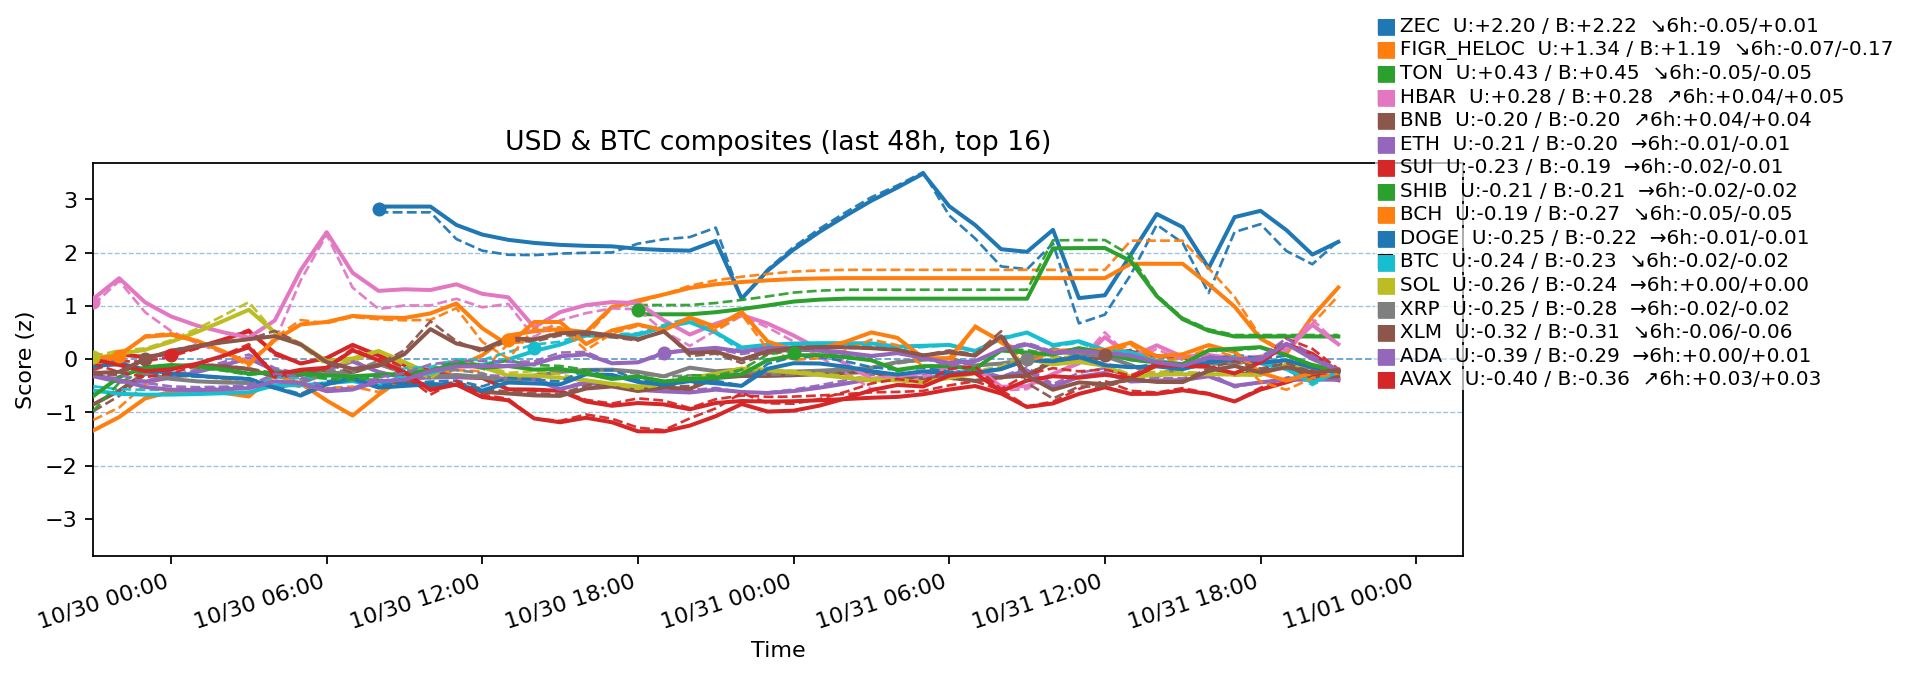 ZEC  U:+2.20 / B:+2.22  ↘6h:-0.05/+0.01
FIGR_HELOC  U:+1.34 / B:+1.19  ↘6h:-0.07/-0.17
TON  U:+0.43 / B:+0.45  ↘6h:-0.05/-0.05
HBAR  U:+0.28 / B:+0.28  ↗6h:+0.04/+0.05
BNB  U:-0.20 / B:-0.20  ↗6h:+0.04/+0.04
ETH  U:-0.21 / B:-0.20  →6h:-0.01/-0.01
SUI  U:-0.23 / B:-0.19  →6h:-0.02/-0.01
SHIB  U:-0.21 / B:-0.21  →6h:-0.02/-0.02
BCH  U:-0.19 / B:-0.27  ↘6h:-0.05/-0.05
DOGE  U:-0.25 / B:-0.22  →6h:-0.01/-0.01
BTC  U:-0.24 / B:-0.23  ↘6h:-0.02/-0.02
SOL  U:-0.26 / B:-0.24  →6h:+0.00/+0.00
XRP  U:-0.25 / B:-0.28  →6h:-0.02/-0.02
XLM  U:-0.32 / B:-0.31  ↘6h:-0.06/-0.06
ADA  U:-0.39 / B:-0.29  →6h:+0.00/+0.01
AVAX  U:-0.40 / B:-0.36  ↗6h:+0.03/+0.03
USD & BTC composites (last 48h, top 16)
Score (z)
3
2
1
0
−1
−2
−3
10/30 00:00
10/30 06:00
10/30 12:00
10/30 18:00
10/31 00:00
10/31 06:00
10/31 12:00
10/31 18:00
11/01 00:00
Time